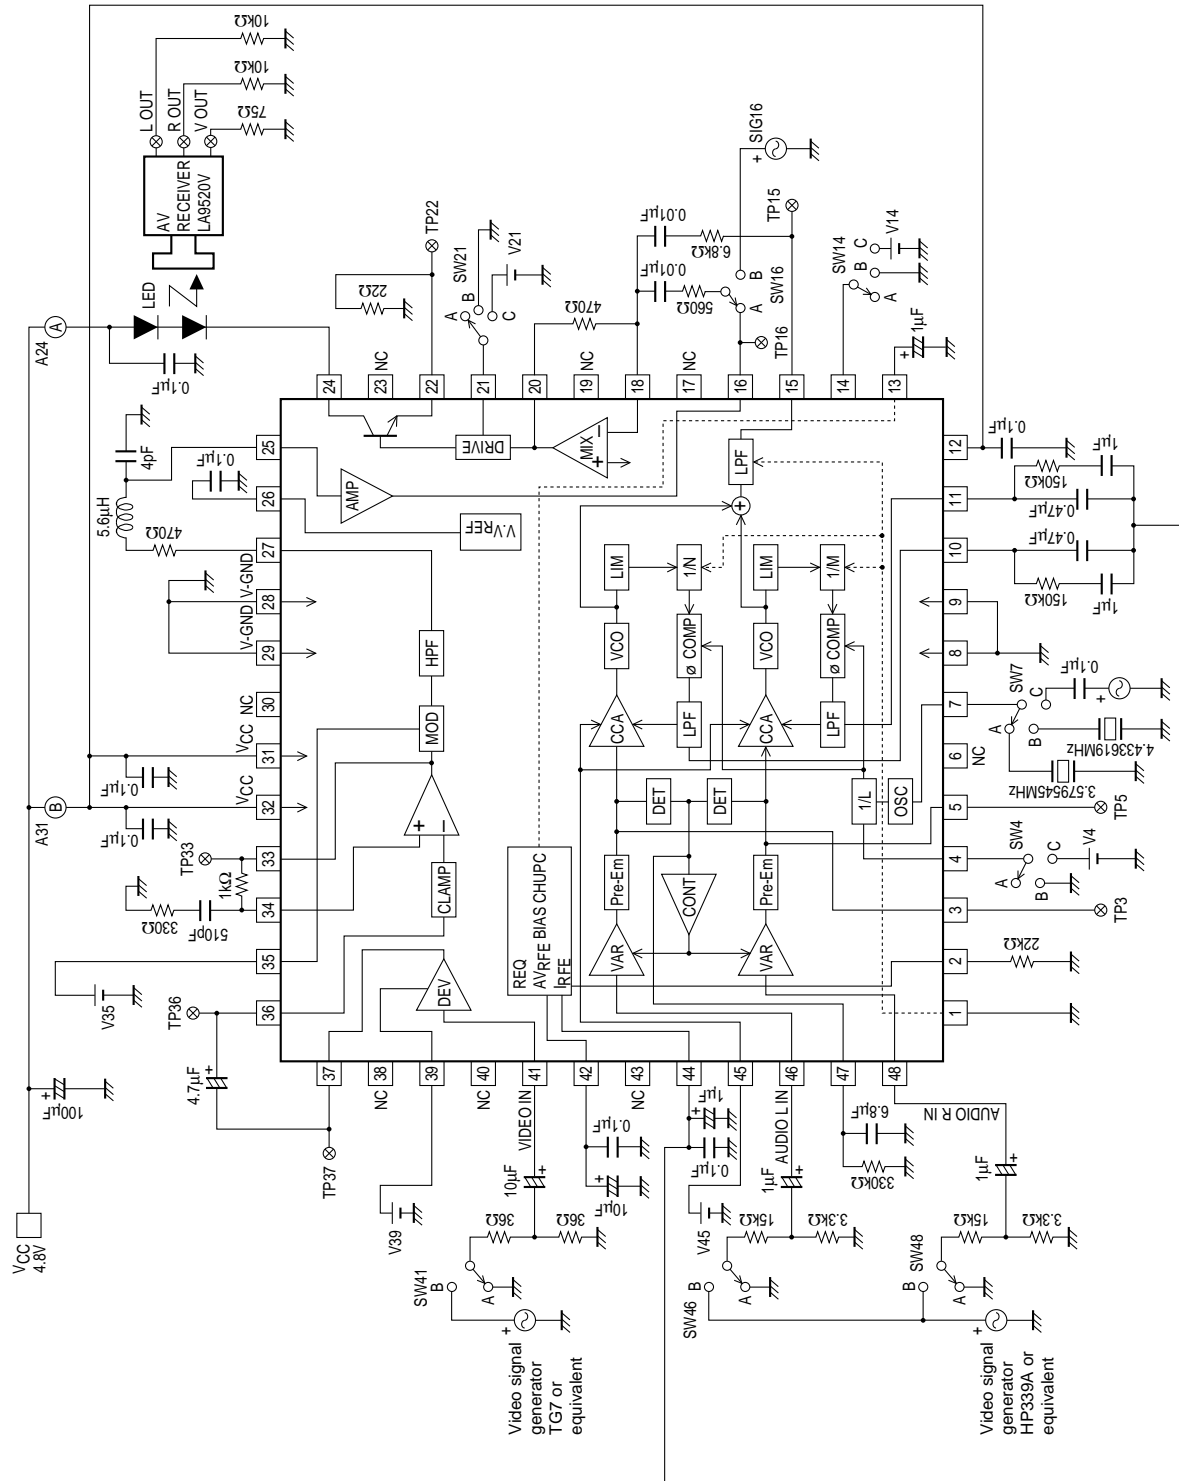 VCC
4.8V
100µF
V35
TP36
4.7µF
TP37
V39
330Ω
510pF
1kΩ
TP33
A31
B
0.1µF
0.1µF
VCC
VCC
NC
V-GND
V-GND
470Ω
5.6µH
4pF
0.1µF
A24
A
0.1µF
LED
AV
RECEIVER
LA9520V
L OUT
R OUT
V OUT
10kΩ
10kΩ
75Ω
36
35
34
33
32
31
30
29
28
27
26
25
24
23
22
21
20
19
18
17
16
15
14
13
NC
NC
NC
22Ω
TP22
SW21
A
B
C
V21
470Ω
0.01µF
0.01µF
560Ω
6.8kΩ
SW16
A
B
TP16
SIG16
TP15
SW14
A
B
C
V14
1µF
37
38
39
40
41
42
43
44
45
46
47
48
NC
NC
NC
DEV
CLAMP
+
−
MOD
HPF
V.VREF
AMP
DRIVE
MIX
+
−
REQ
AVRFE BIAS CHUPC
IRFE
VAR
VAR
Pre-Em
Pre-Em
CONT
DET
DET
CCA
CCA
VCO
VCO
LIM
LIM
LPF
LPF
ø COMP
ø COMP
1/N
1/M
1/L
OSC
+
LPF
VIDEO IN
10µF
36Ω
36Ω
SW41
B
A
Video signal
generator
TG7 or
equivalent
10µF
0.1µF
1µF
0.1µF
V45
AUDIO L IN
1µF
15kΩ
3.3kΩ
SW46
B
A
6.8µF
330kΩ
AUDIO R IN
1µF
15kΩ
3.3kΩ
SW48
B
A
Video signal
generator
HP339A or
equivalent
1
2
3
4
5
6
7
8
9
10
11
12
22kΩ
TP3
SW4
A
B
C
V4
TP5
NC
SW7
A
B
C
3.579545MHz
4.433619MHz
0.1µF
150kΩ
1µF
0.47µF
0.47µF
150kΩ
1µF
0.1µF